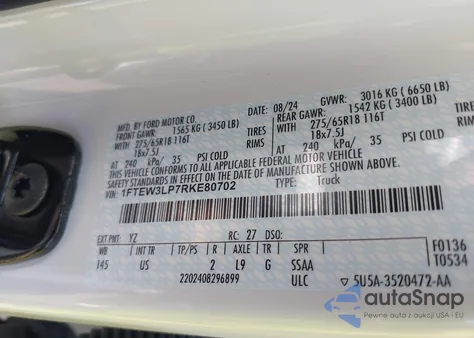 MFD. BY FORD MOTOR CO.
DATE: 08/24 GVWR: 3016 KG ( 6650 LB)
FRONT GAWR: 1565 KG ( 3450 LB) REAR GAWR: 1542 KG ( 3400 LB)
WITH 275/65R18 116T TIRES WITH 275/65R18 116T
18x7.5J RIMS 18x7.5J
AT 240 kPa/ 35 PSI COLD AT 240 kPa/ 35 PSI COLD
THIS VEHICLE CONFORMS TO ALL APPLICABLE FEDERAL MOTOR VEHICLE
SAFETY STANDARDS IN EFFECT ON THE DATE OF MANUFACTURE SHOWN ABOVE.
VIN: 1FTEW3LP7RKE80702
TYPE: Truck
EXT PNT: YZ RC: 27 DSO: F0136
WB INT TR TP/PS R AXLE TR SPR T0534
145 US 2 L9 G SSAA
2202408296899 ULC 5U5A-3520472-AA
autoSnap
Pewne zakupy aut z USA i EU